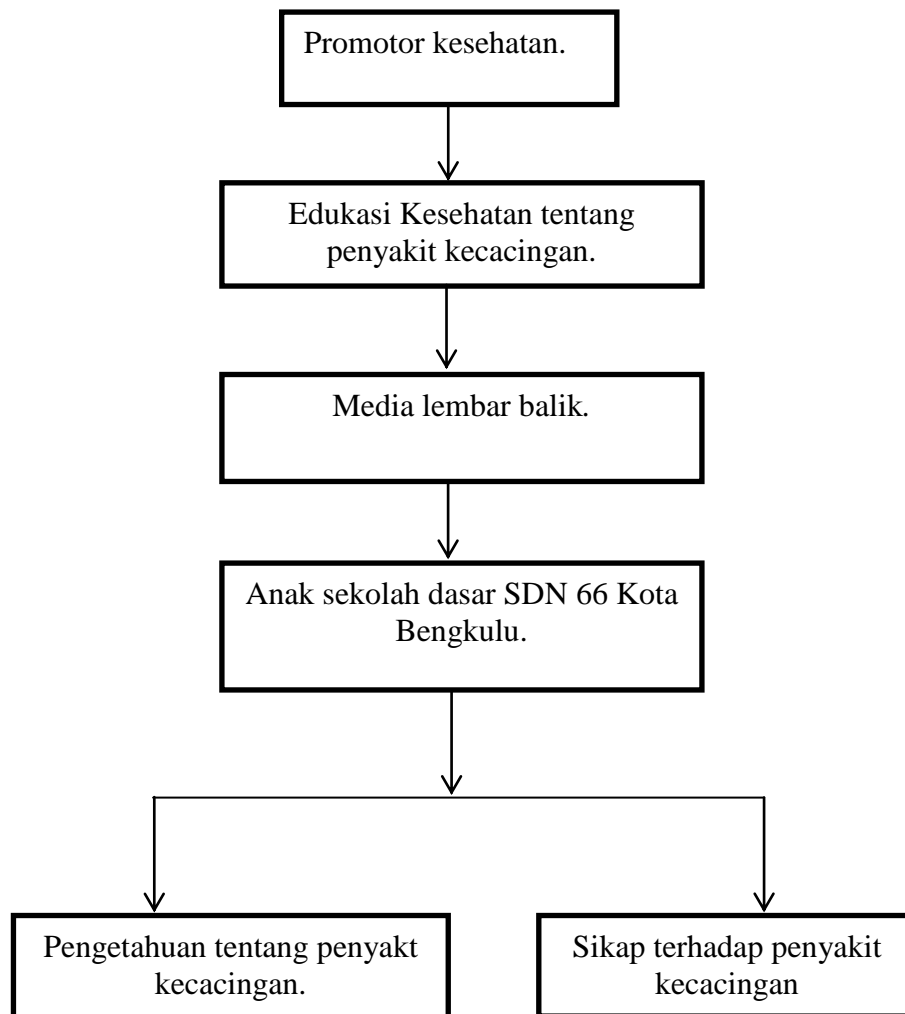 Promotor kesehatan.
Edukasi Kesehatan tentang
penyakit kecacingan.
Media lembar balik.
Anak sekolah dasar SDN 66 Kota
Bengkulu.
Pengetahuan tentang penyakt
kecacingan.
Sikap terhadap penyakit
kecacingan